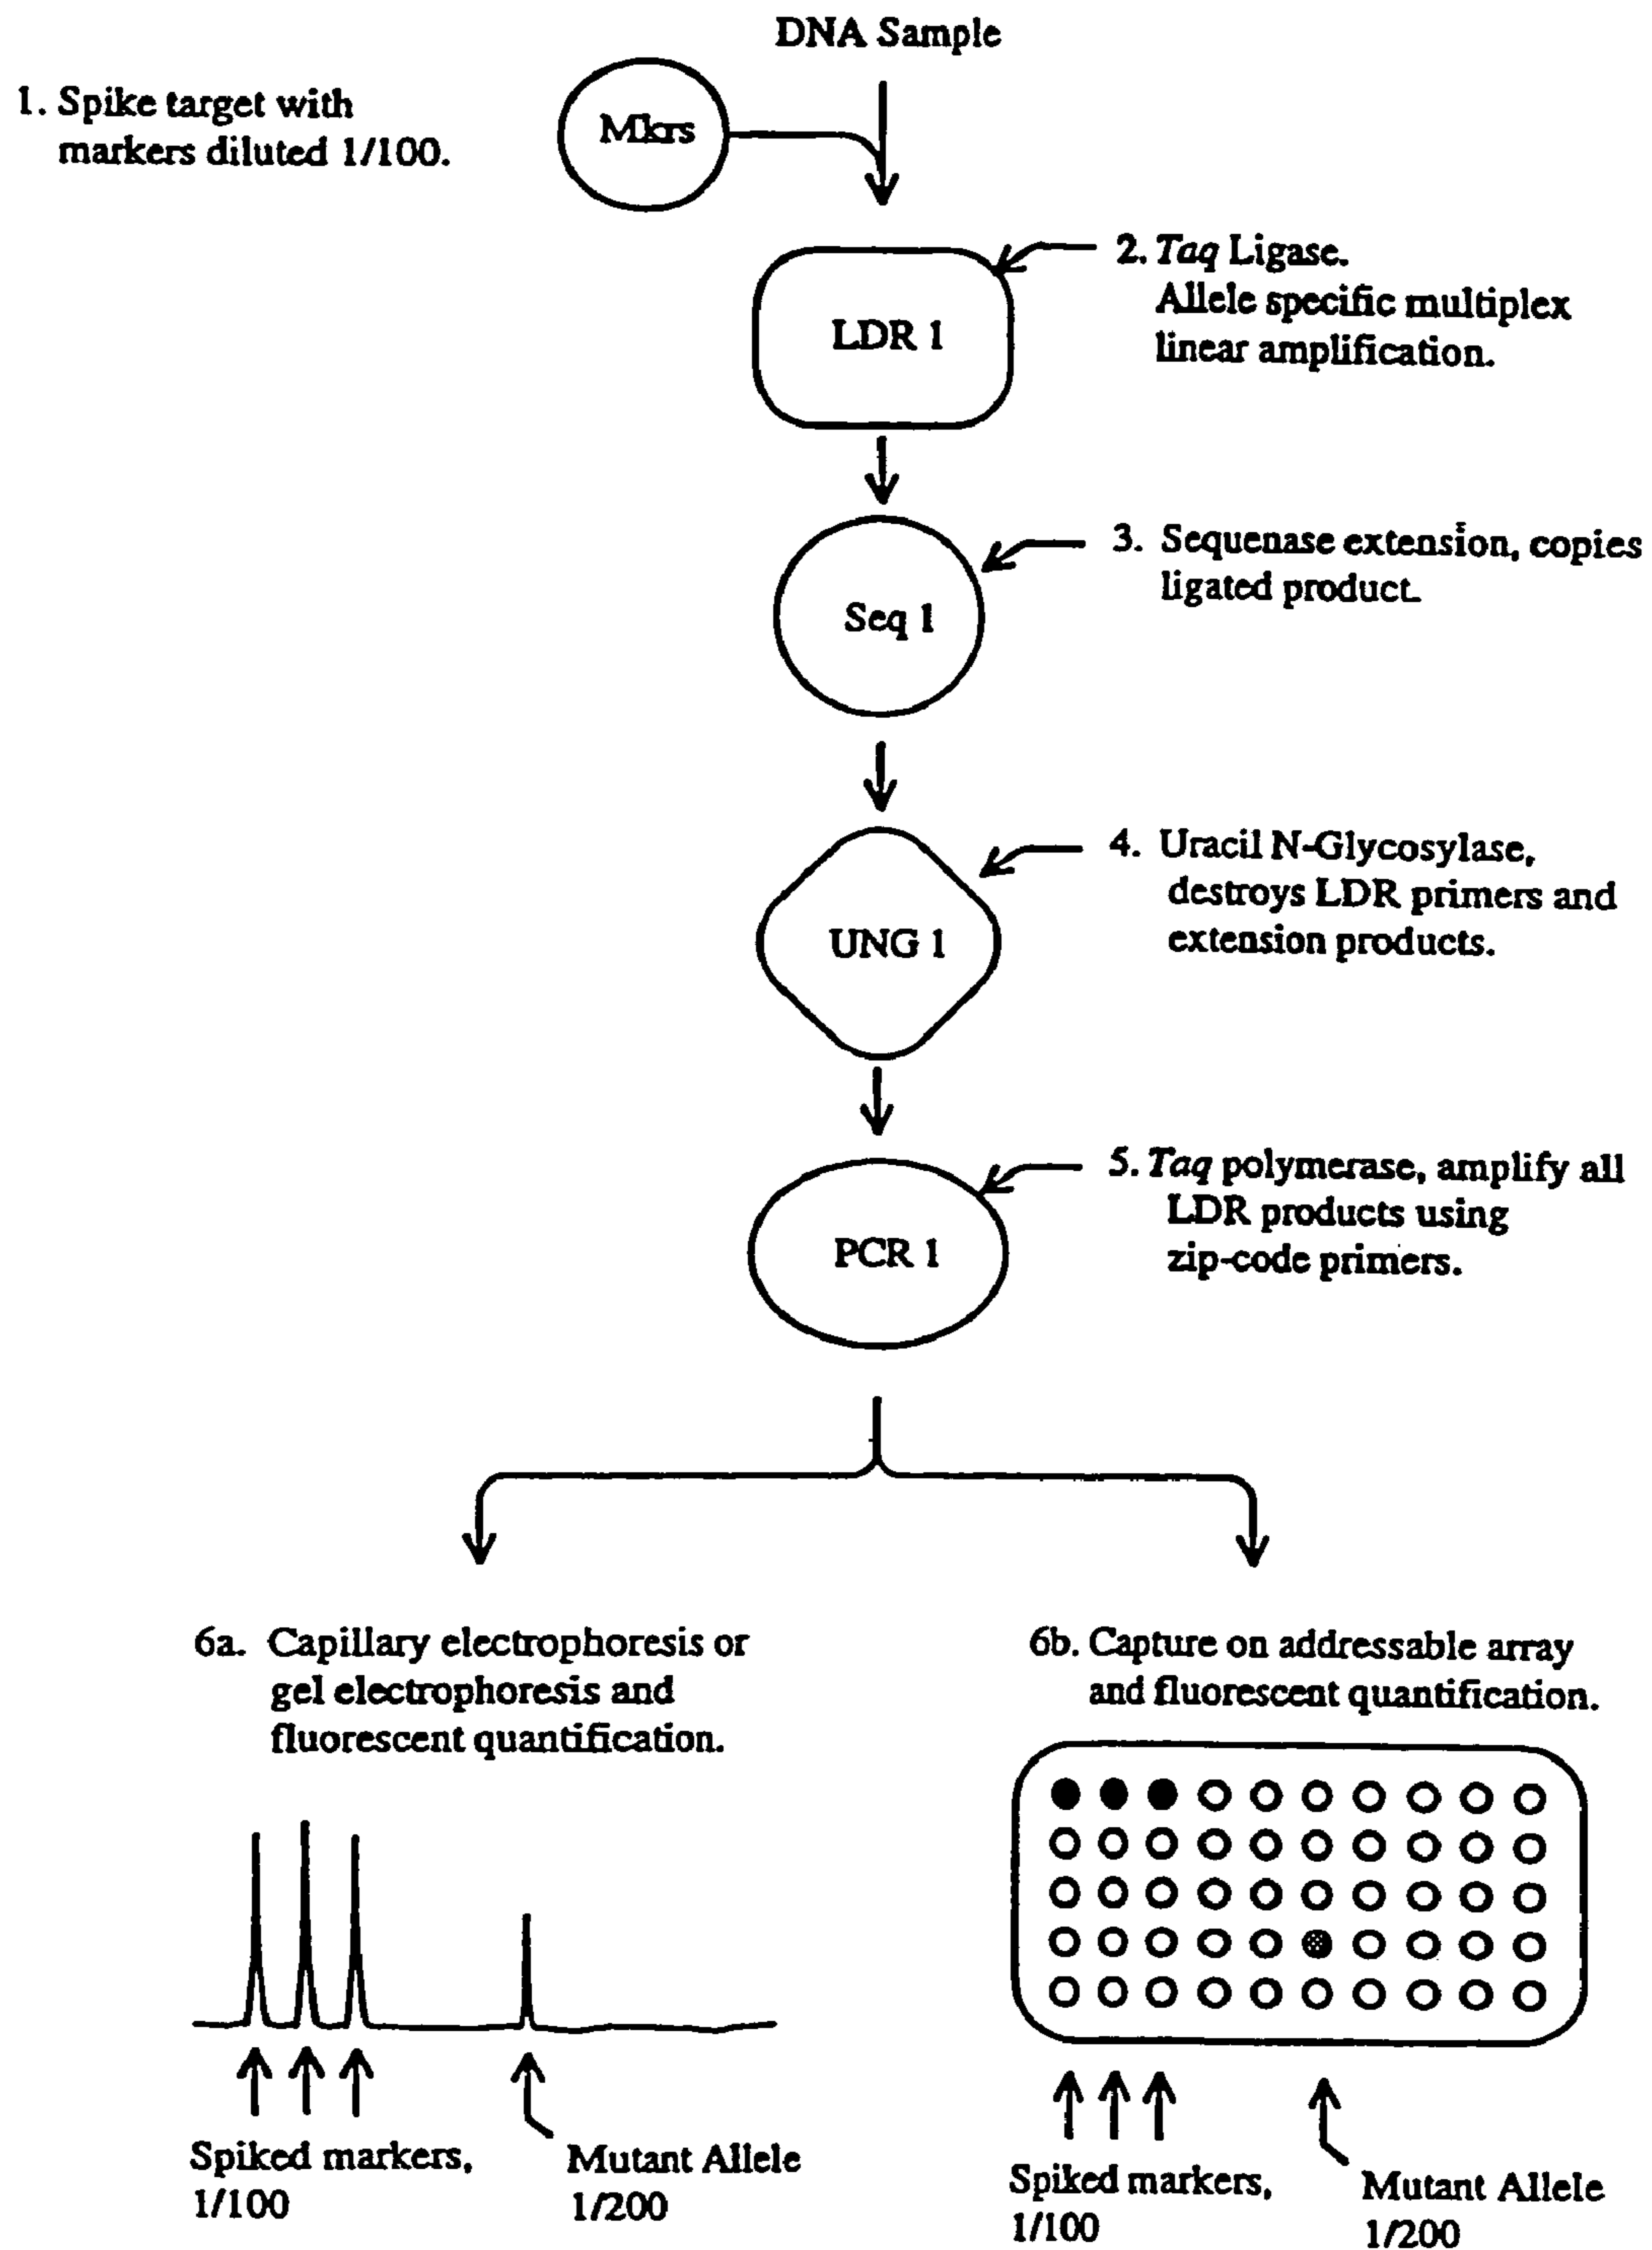 DNA Sample
1. Spike target with
markers diluted 1/100.
Mkrs
2. Taq Ligase.
Allele specific multiplex
linear amplification.
LDR 1
3. Sequenase extension, copies
ligated product.
Seq 1
4. Uracil N-Glycosylase,
destroys LDR primers and
extension products.
UNG 1
5. Taq polymerase, amplify all
LDR products using
zip-code primers.
PCR 1
6a. Capillary electrophoresis or
gel electrophoresis and
fluorescent quantification.
6b. Capture on addressable array
and fluorescent quantification.
Spiked markers,
1/100
Mutant Allele
1/200
Spiked markers,
1/100
Mutant Allele
1/200